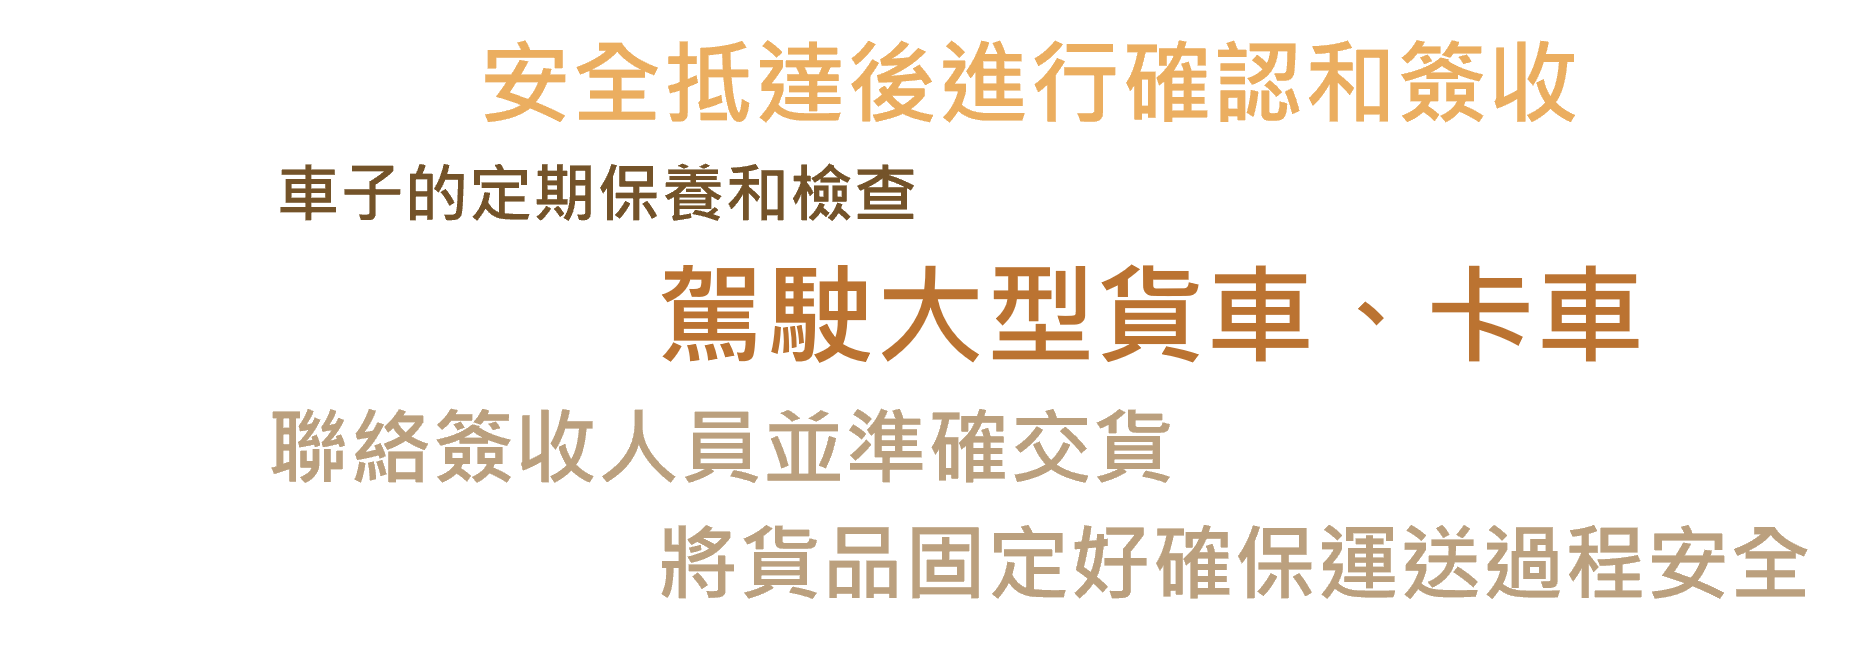 安全抵達後進行確認和簽收
車子的定期保養和檢查
駕駛大型貨車、卡車
聯絡簽收人員並準確交貨
將貨品固定好確保運送過程安全